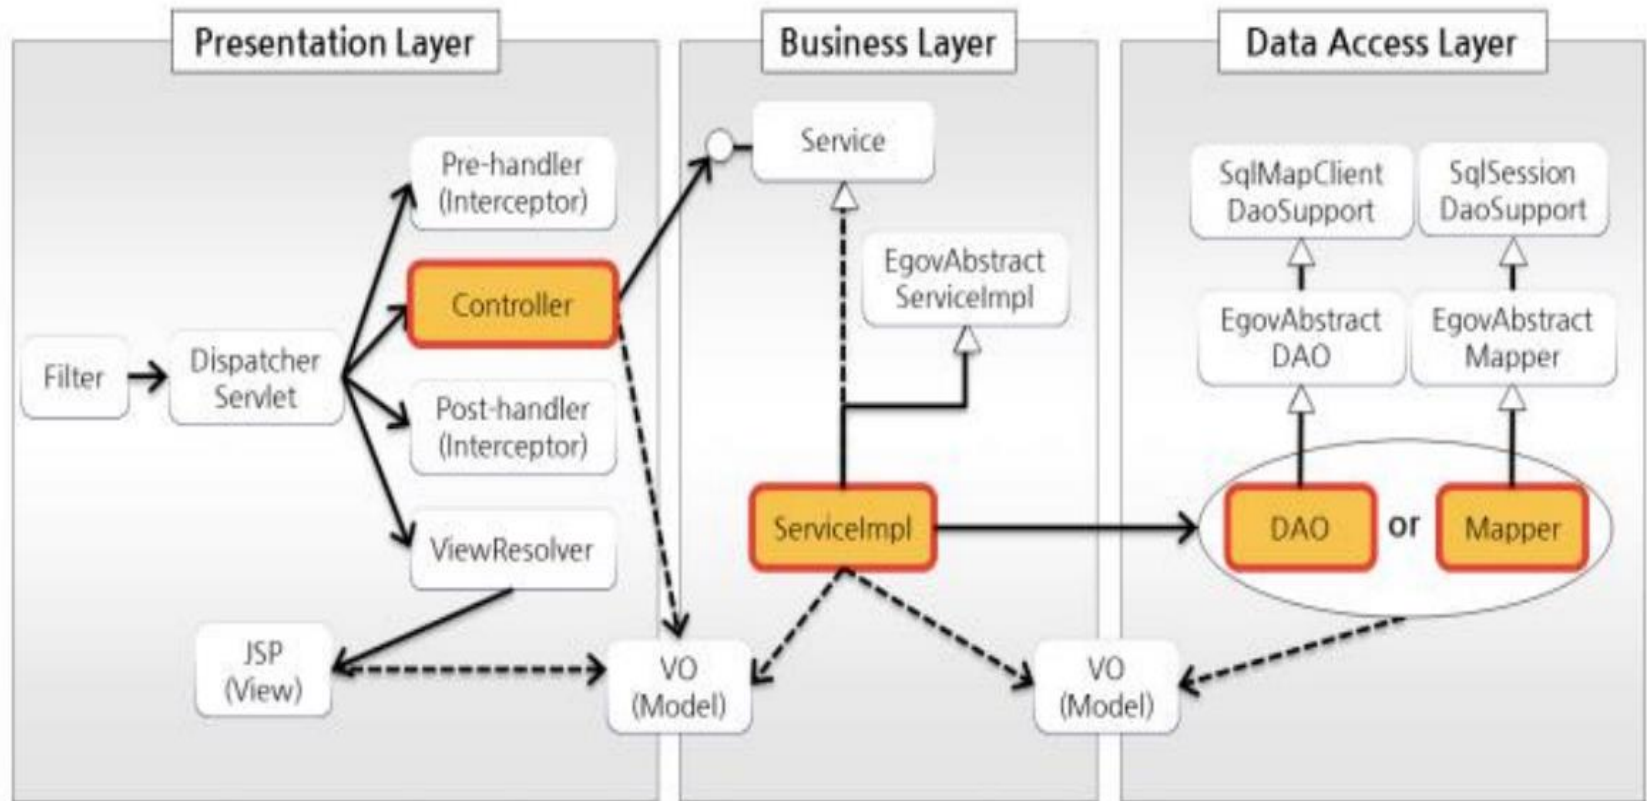 Presentation Layer
Business Layer
Data Access Layer
Pre-handler
(Interceptor)
Controller
Filter
Dispatcher
Servlet
Post-handler
(Interceptor)
ViewResolver
JSP
(View)
VO
(Model)
Service
EgovAbstract
ServiceImpl
ServiceImpl
VO
(Model)
SqlMapClient
DaoSupport
SqlSession
DaoSupport
EgovAbstract
DAO
EgovAbstract
Mapper
DAO
or
Mapper